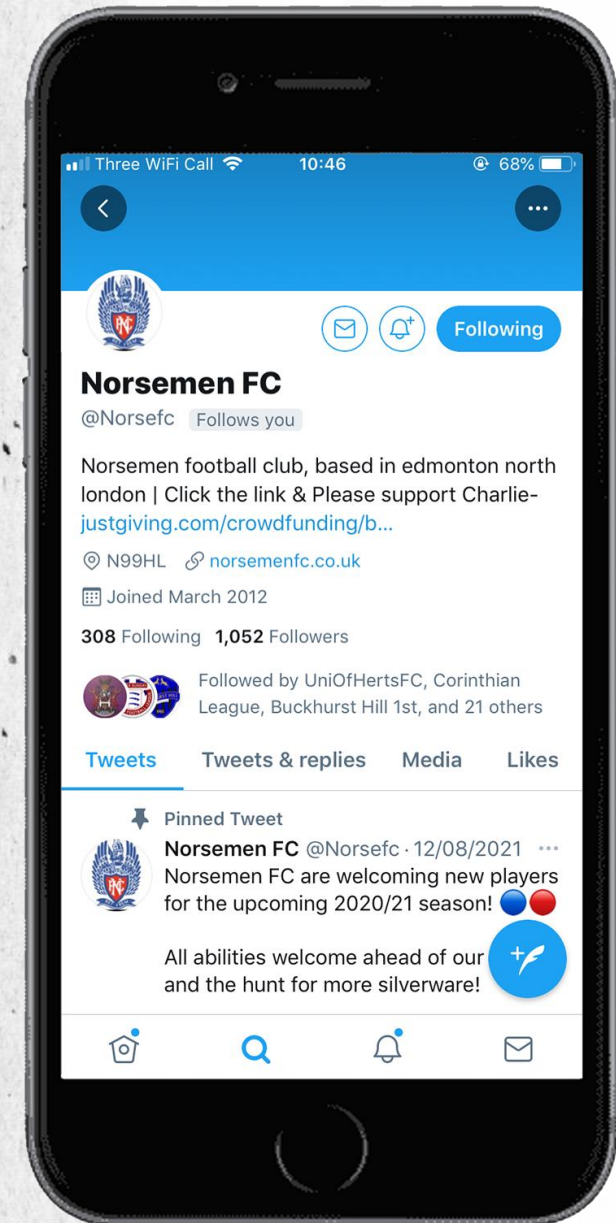 Three WiFi Call 10:46 68%
Following
Norsemen FC
@Norsefc Follows you
Norsemen football club, based in edmonton north
london | Click the link & Please support Charlie-
justgiving.com/crowdfunding/b...
N99HL norsemenfc.co.uk
Joined March 2012
308 Following 1,052 Followers
Followed by UniOfHertsFC, Corinthian
League, Buckhurst Hill 1st, and 21 others
Tweets Tweets & replies Media Likes
Pinned Tweet
Norsemen FC @Norsefc · 12/08/2021 ...
Norsemen FC are welcoming new players
for the upcoming 2020/21 season!
All abilities welcome ahead of our
and the hunt for more silverware!